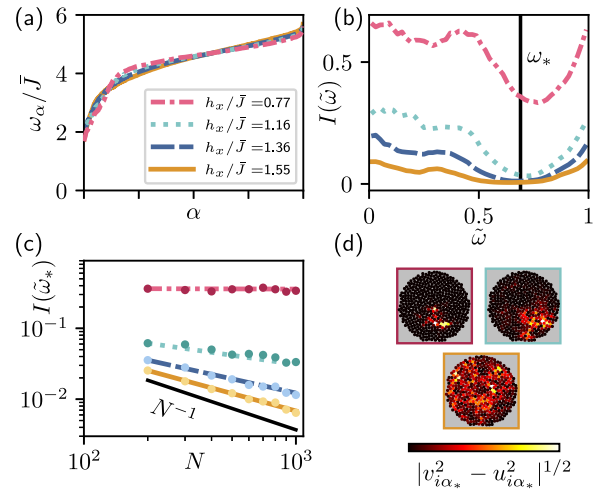 (a)
6
4
2
0
ω_α/J̄
α
h_x/J̄ =0.77
h_x/J̄ =1.16
h_x/J̄ =1.36
h_x/J̄ =1.55
(b)
0.5
0
I(ω̃)
ω_*
0
0.5
1
ω̃
(c)
10^{-1}
10^{-2}
I(ω̃_*)
N^{-1}
10^2
N
10^3
(d)
|v²_{iα_*} − u²_{iα_*}|^{1/2}